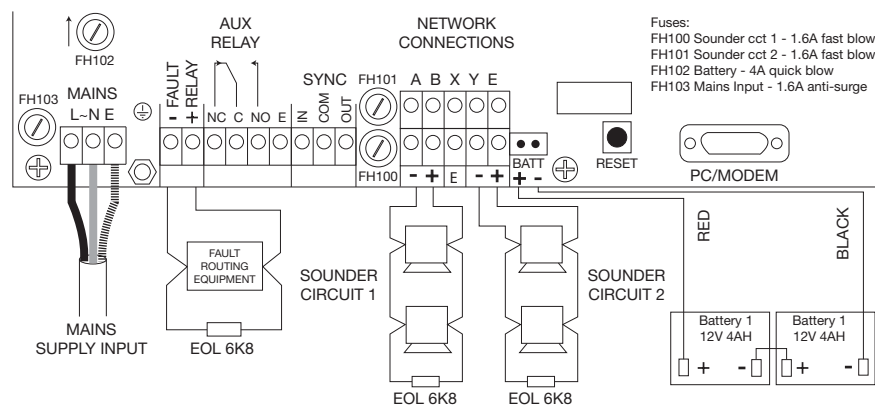 FH102
AUX
RELAY
NETWORK
CONNECTIONS
Fuses:
FH100 Sounder cct 1 - 1.6A fast blow
FH101 Sounder cct 2 - 1.6A fast blow
FH102 Battery - 4A quick blow
FH103 Mains Input - 1.6A anti-surge
FH103
MAINS
L~N E
- FAULT
+ RELAY
NC C NO E
SYNC
IN COM OUT
FH101
FH100
A B X Y E
- + E - +
BATT
+ -
RESET
PC/MODEM
FAULT
ROUTING
EQUIPMENT
EOL 6K8
MAINS
SUPPLY INPUT
SOUNDER
CIRCUIT 1
EOL 6K8
SOUNDER
CIRCUIT 2
EOL 6K8
RED
BLACK
Battery 1
12V 4AH
+ -
Battery 1
12V 4AH
+ -